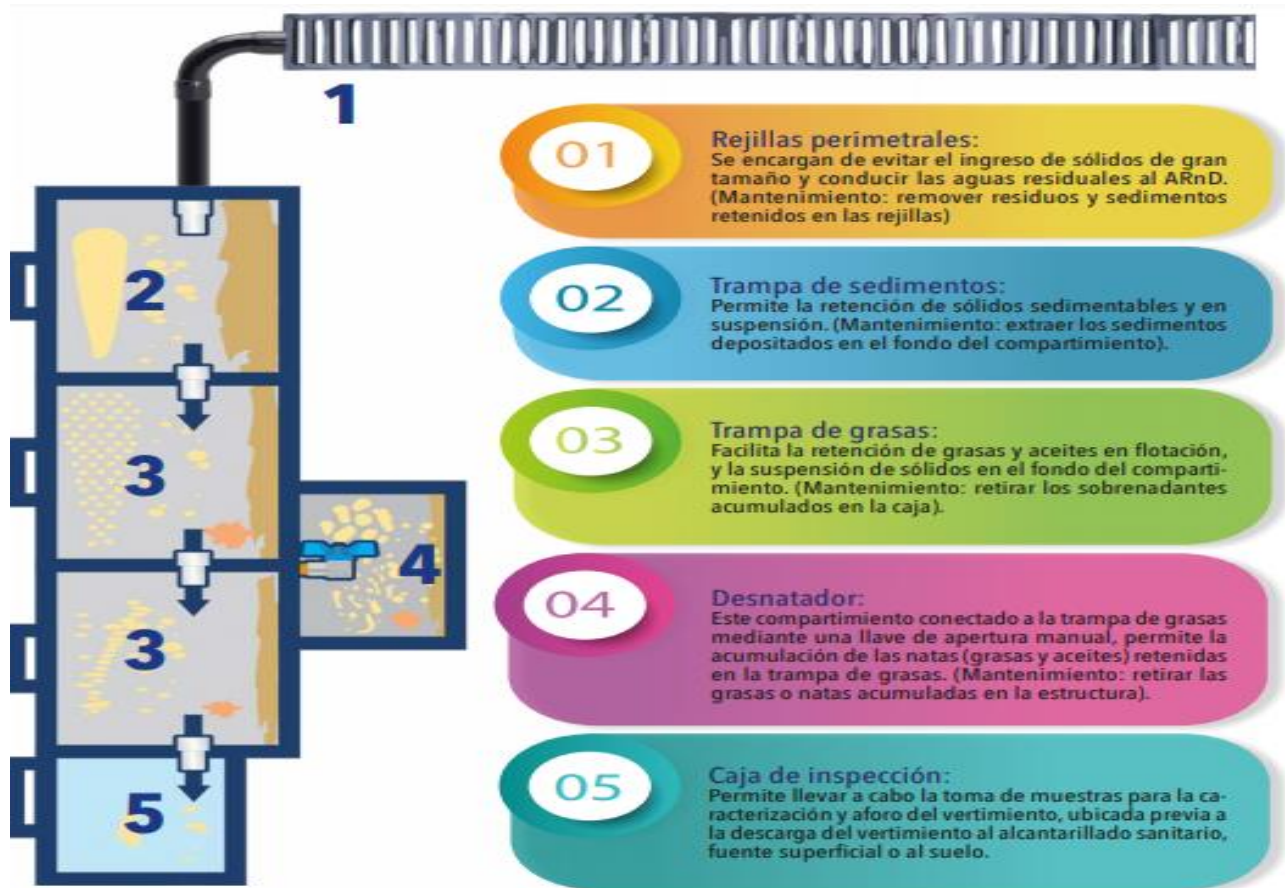 1
2
3
3
4
5
01
Rejillas perimetrales:
Se encargan de evitar el ingreso de sólidos de gran
tamaño y conducir las aguas residuales al ARnD.
(Mantenimiento: remover residuos y sedimentos
retenidos en las rejillas)
02
Trampa de sedimentos:
Permite la retención de sólidos sedimentables y en
suspensión. (Mantenimiento: extraer los sedimentos
depositados en el fondo del compartimiento).
03
Trampa de grasas:
Facilita la retención de grasas y aceites en flotación,
y la suspensión de sólidos en el fondo del comparti-
miento. (Mantenimiento: retirar los sobrenadantes
acumulados en la caja).
04
Desnatador:
Este compartimiento conectado a la trampa de grasas
mediante una llave de apertura manual, permite la
acumulación de las natas (grasas y aceites) retenidas
en la trampa de grasas. (Mantenimiento: retirar las
grasas o natas acumuladas en la estructura).
05
Caja de inspección:
Permite llevar a cabo la toma de muestras para la ca-
racterización y aforo del vertimiento, ubicada previa a
la descarga del vertimiento al alcantarillado sanitario,
fuente superficial o al suelo.